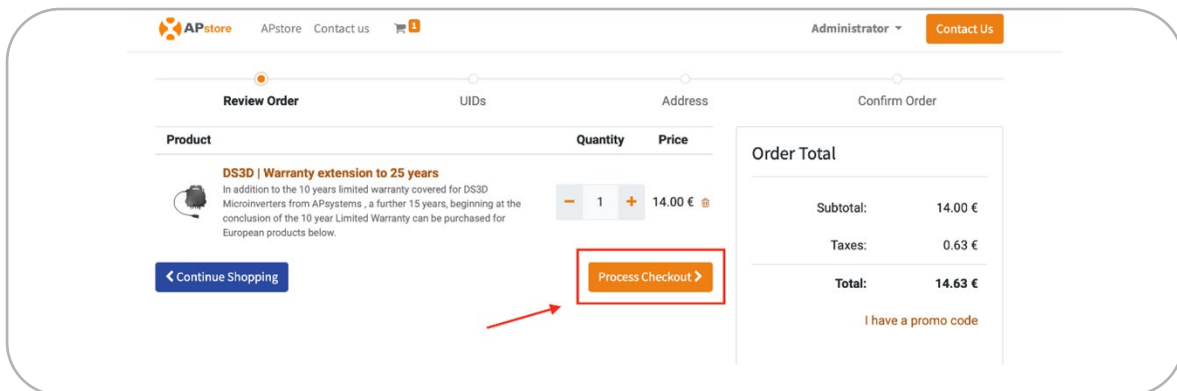 APstore APstore Contact us 1 Administrator Contact Us
Review Order UIDs Address Confirm Order
Product Quantity Price
DS3D | Warranty extension to 25 years
In addition to the 10 years limited warranty covered for DS3D
Microinverters from APsystems , a further 15 years, beginning at the
conclusion of the 10 year Limited Warranty can be purchased for
European products below.
− 1 + 14.00 €
Continue Shopping
Process Checkout
Order Total
Subtotal: 14.00 €
Taxes: 0.63 €
Total: 14.63 €
I have a promo code